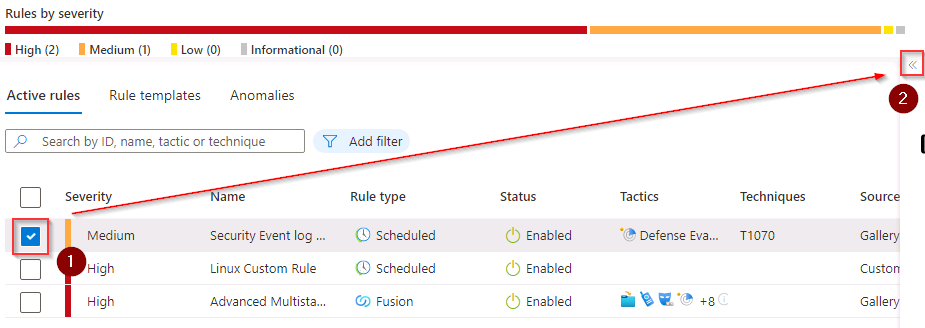 Rules by severity
High (2) Medium (1) Low (0) Informational (0)
«
2
Active rules Rule templates Anomalies
Search by ID, name, tactic or technique Add filter
Severity Name Rule type Status Tactics Techniques Source
Medium Security Event log ... Scheduled Enabled Defense Eva... T1070 Gallery
1
High Linux Custom Rule Scheduled Enabled Custom
High Advanced Multista... Fusion Enabled +8 Gallery